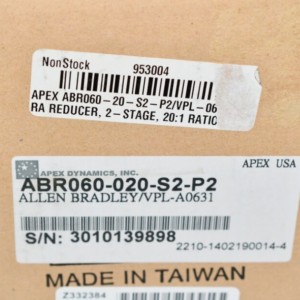 NonStock 953004
APEX ABR060-20-S2-P2/VPL-06
RA REDUCER, 2-STAGE, 20:1 RATIO
APEX DYNAMICS, INC. APEX USA
ABR060-020-S2-P2
ALLEN BRADLEY/VPL-A0631
S/N: 3010139898
2210-1402190014-4
MADE IN TAIWAN
Z332384